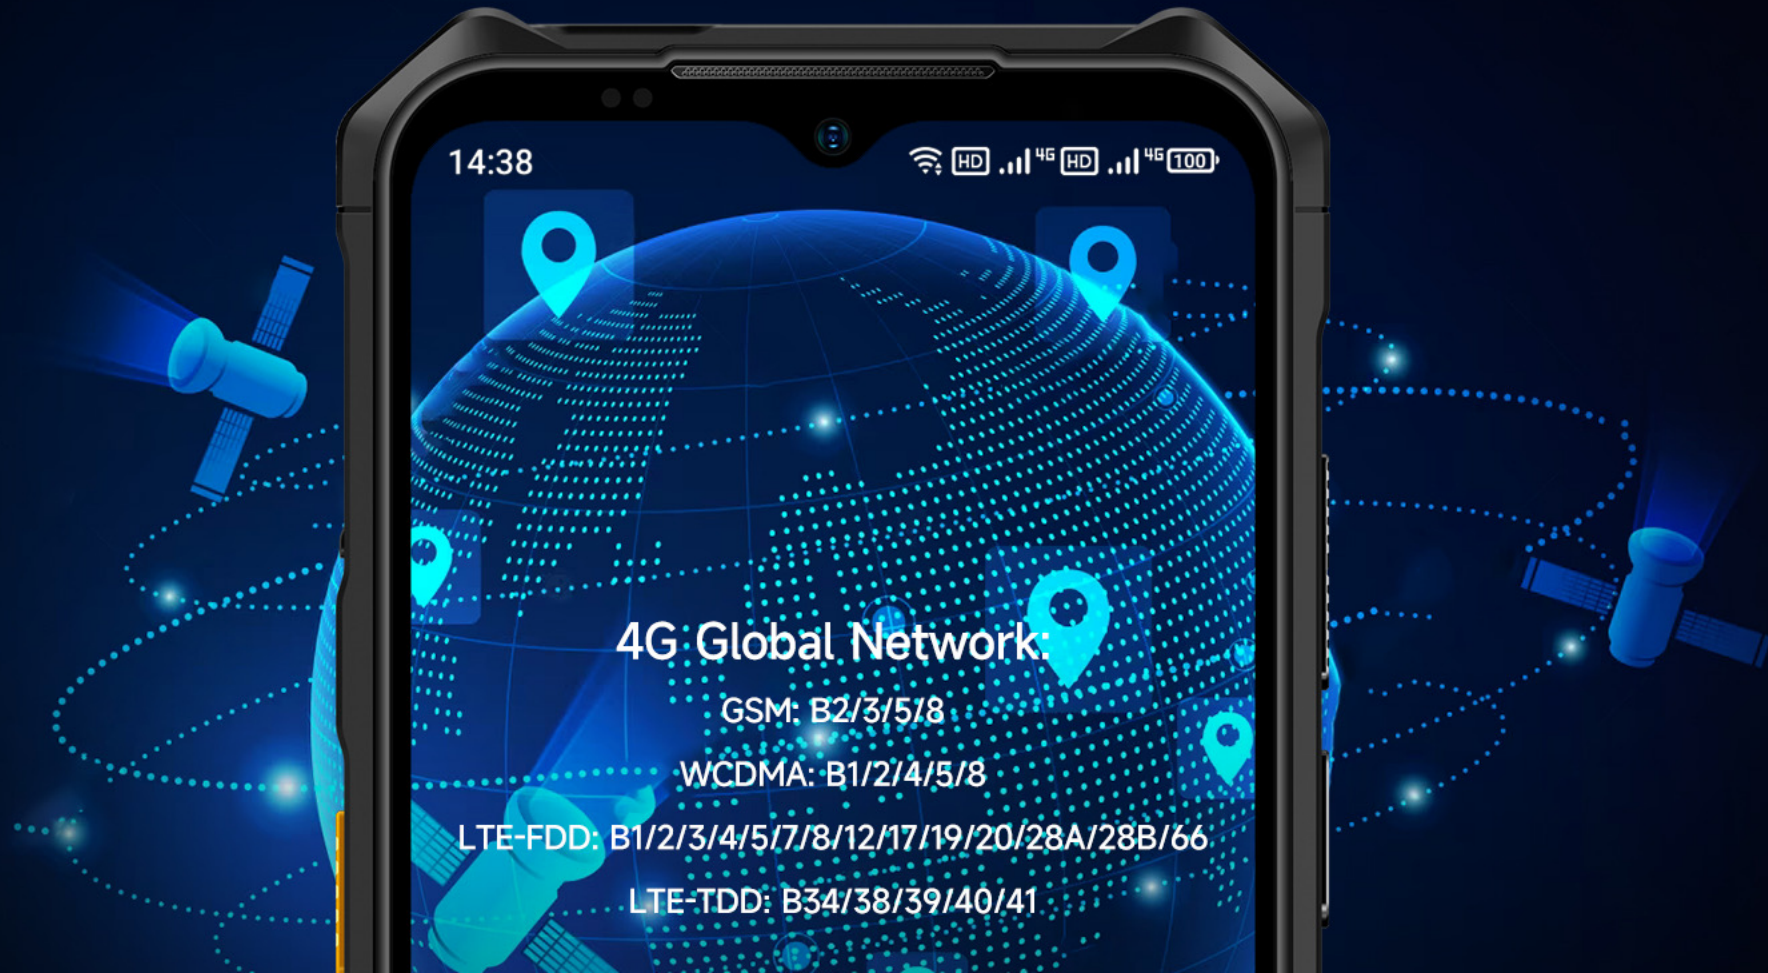 14:38 HD 4G HD 4G 100
4G Global Network:
GSM: B2/3/5/8
WCDMA: B1/2/4/5/8
LTE-FDD: B1/2/3/4/5/7/8/12/17/19/20/28A/28B/66
LTE-TDD: B34/38/39/40/41